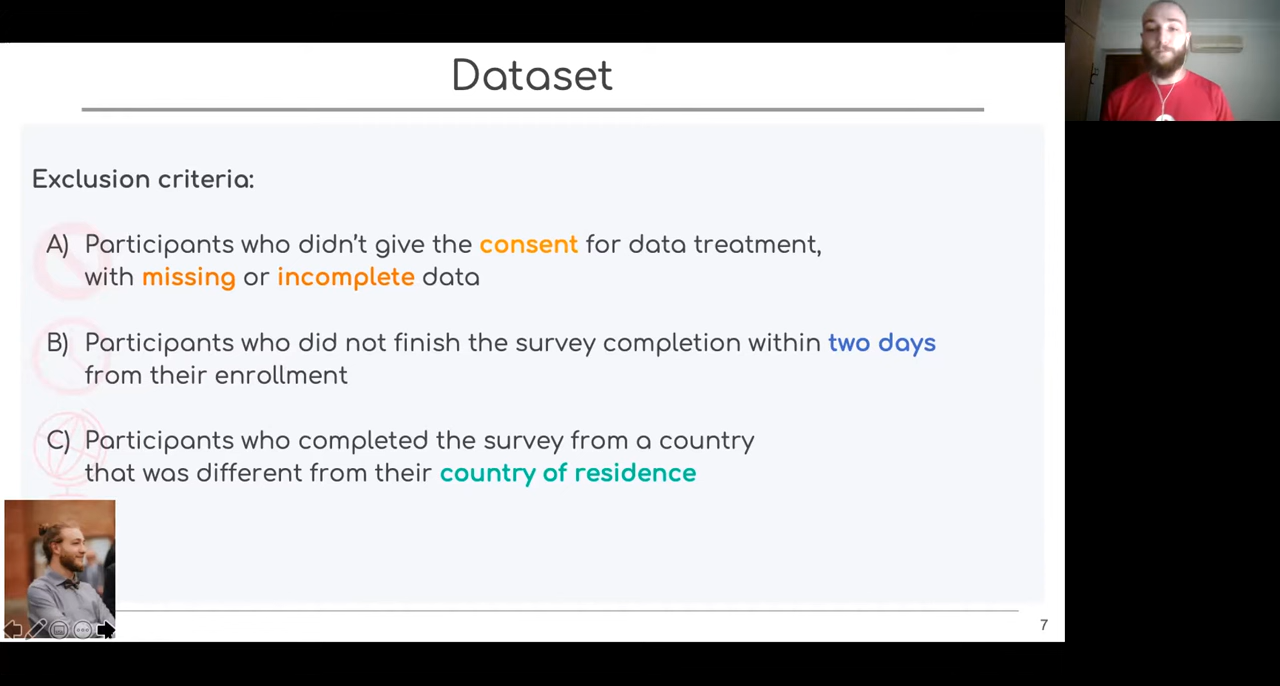 Dataset
Exclusion criteria:
A) Participants who didn't give the consent for data treatment,
with missing or incomplete data
B) Participants who did not finish the survey completion within two days
from their enrollment
C) Participants who completed the survey from a country
that was different from their country of residence
7